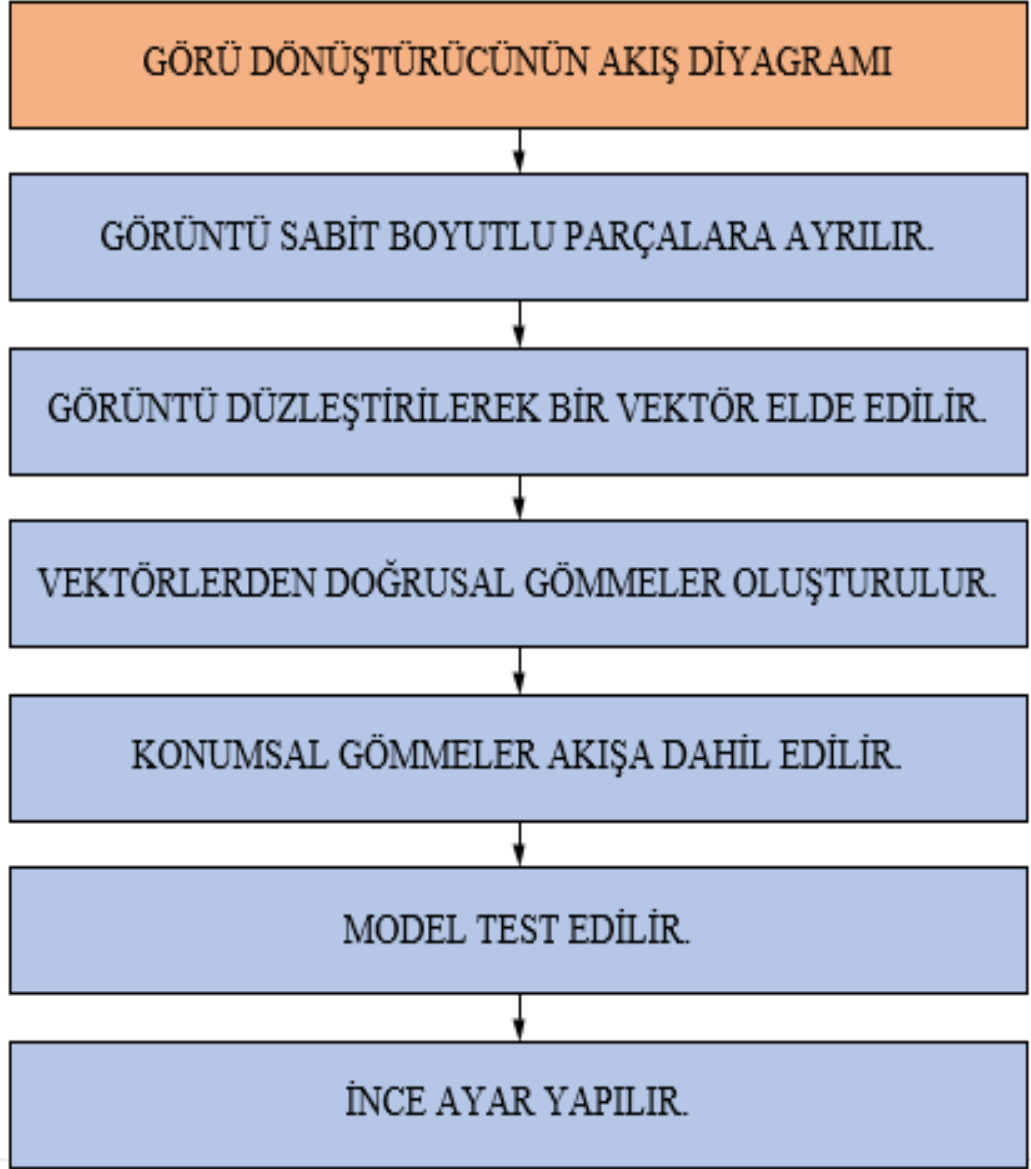 GÖRÜ DÖNÜŞTÜRÜCÜNÜN AKIŞ DİYAGRAMI
GÖRÜNTÜ SABİT BOYUTLU PARÇALARA AYRILIR.
GÖRÜNTÜ DÜZLEŞTİRİLEREK BİR VEKTÖR ELDE EDİLİR.
VEKTÖRLERDEN DOĞRUSAL GÖMMELER OLUŞTURULUR.
KONUMSAL GÖMMELER AKIŞA DAHİL EDİLİR.
MODEL TEST EDİLİR.
İNCE AYAR YAPILIR.